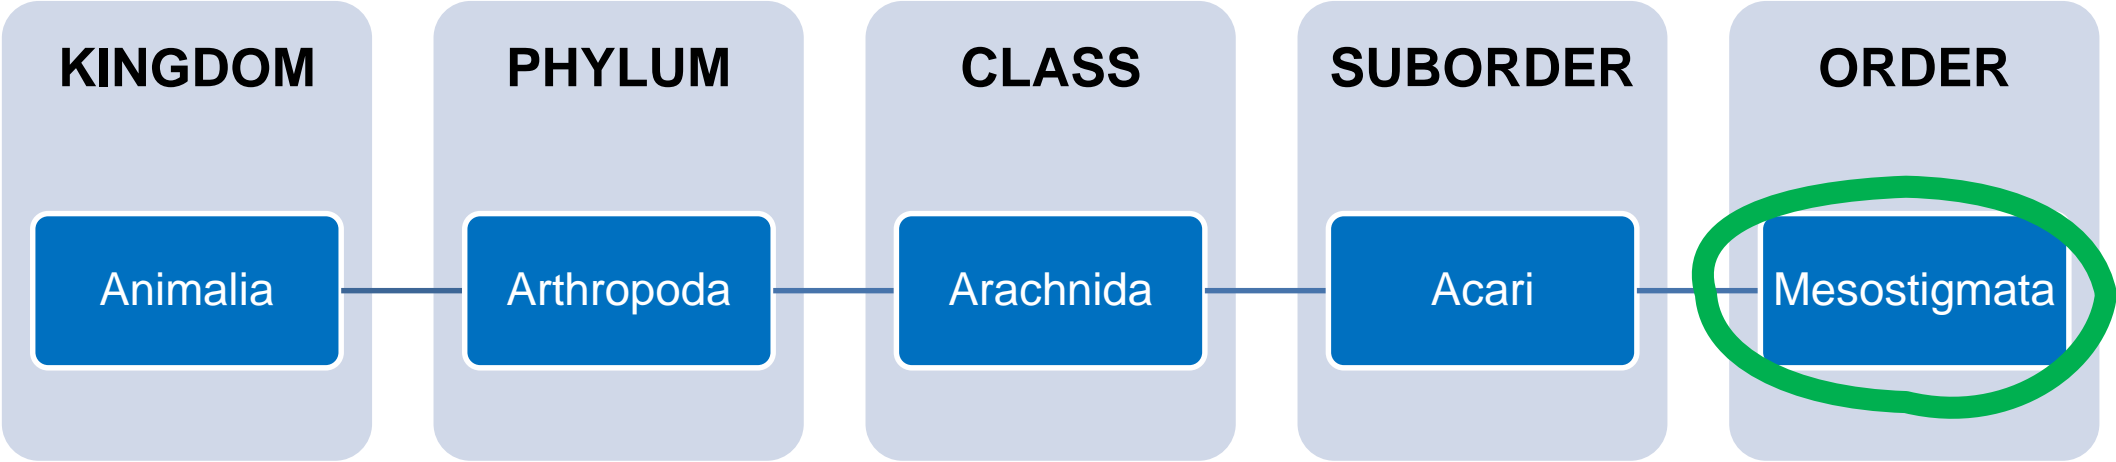 KINGDOM
PHYLUM
CLASS
SUBORDER
ORDER
Animalia
Arthropoda
Arachnida
Acari
Mesostigmata